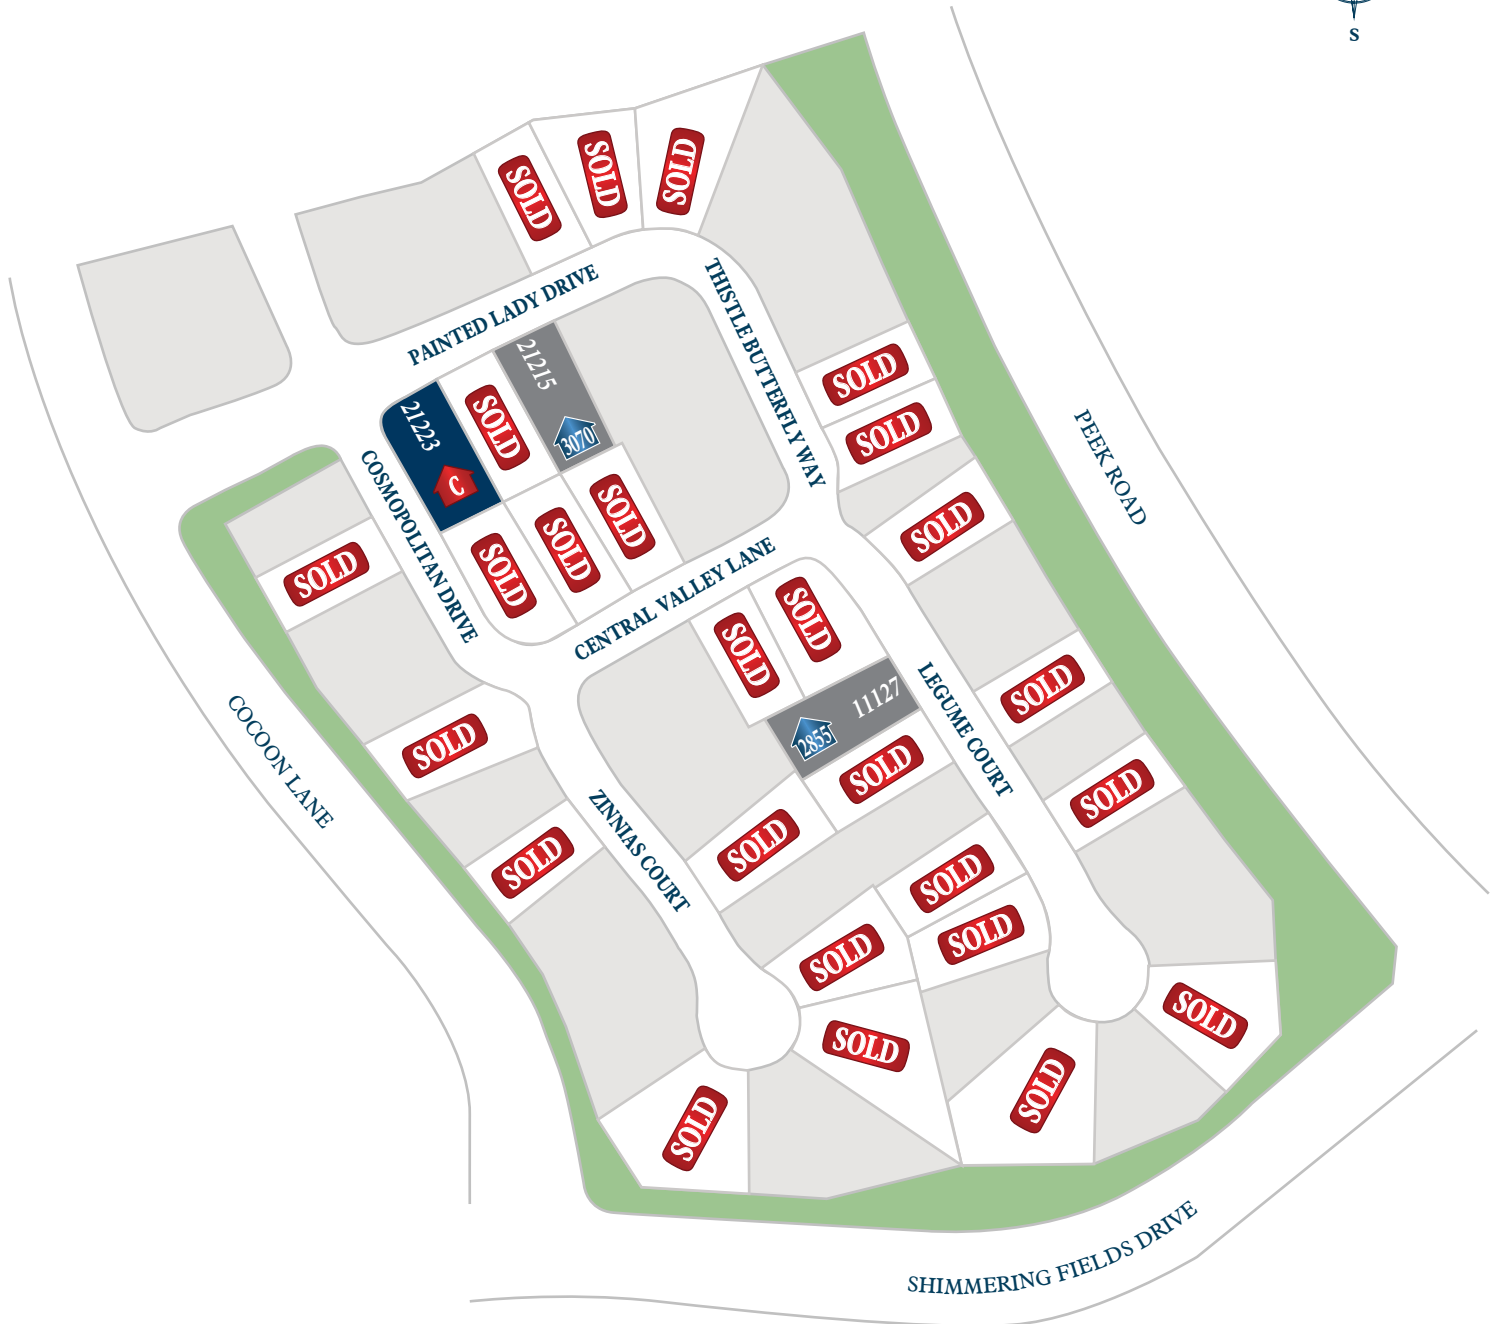 S
SOLD
SOLD
SOLD
PAINTED LADY DRIVE
THISTLE BUTTERFLY WAY
21215
3070
SOLD
21223
C
SOLD
SOLD
PEEK ROAD
COSMOPOLITAN DRIVE
SOLD
SOLD
SOLD
SOLD
SOLD
CENTRAL VALLEY LANE
SOLD
SOLD
LEGUME COURT
SOLD
11127
2855
COCOON LANE
SOLD
SOLD
SOLD
ZINNIAS COURT
SOLD
SOLD
SOLD
SOLD
SOLD
SOLD
SOLD
SOLD
SOLD
SOLD
SHIMMERING FIELDS DRIVE